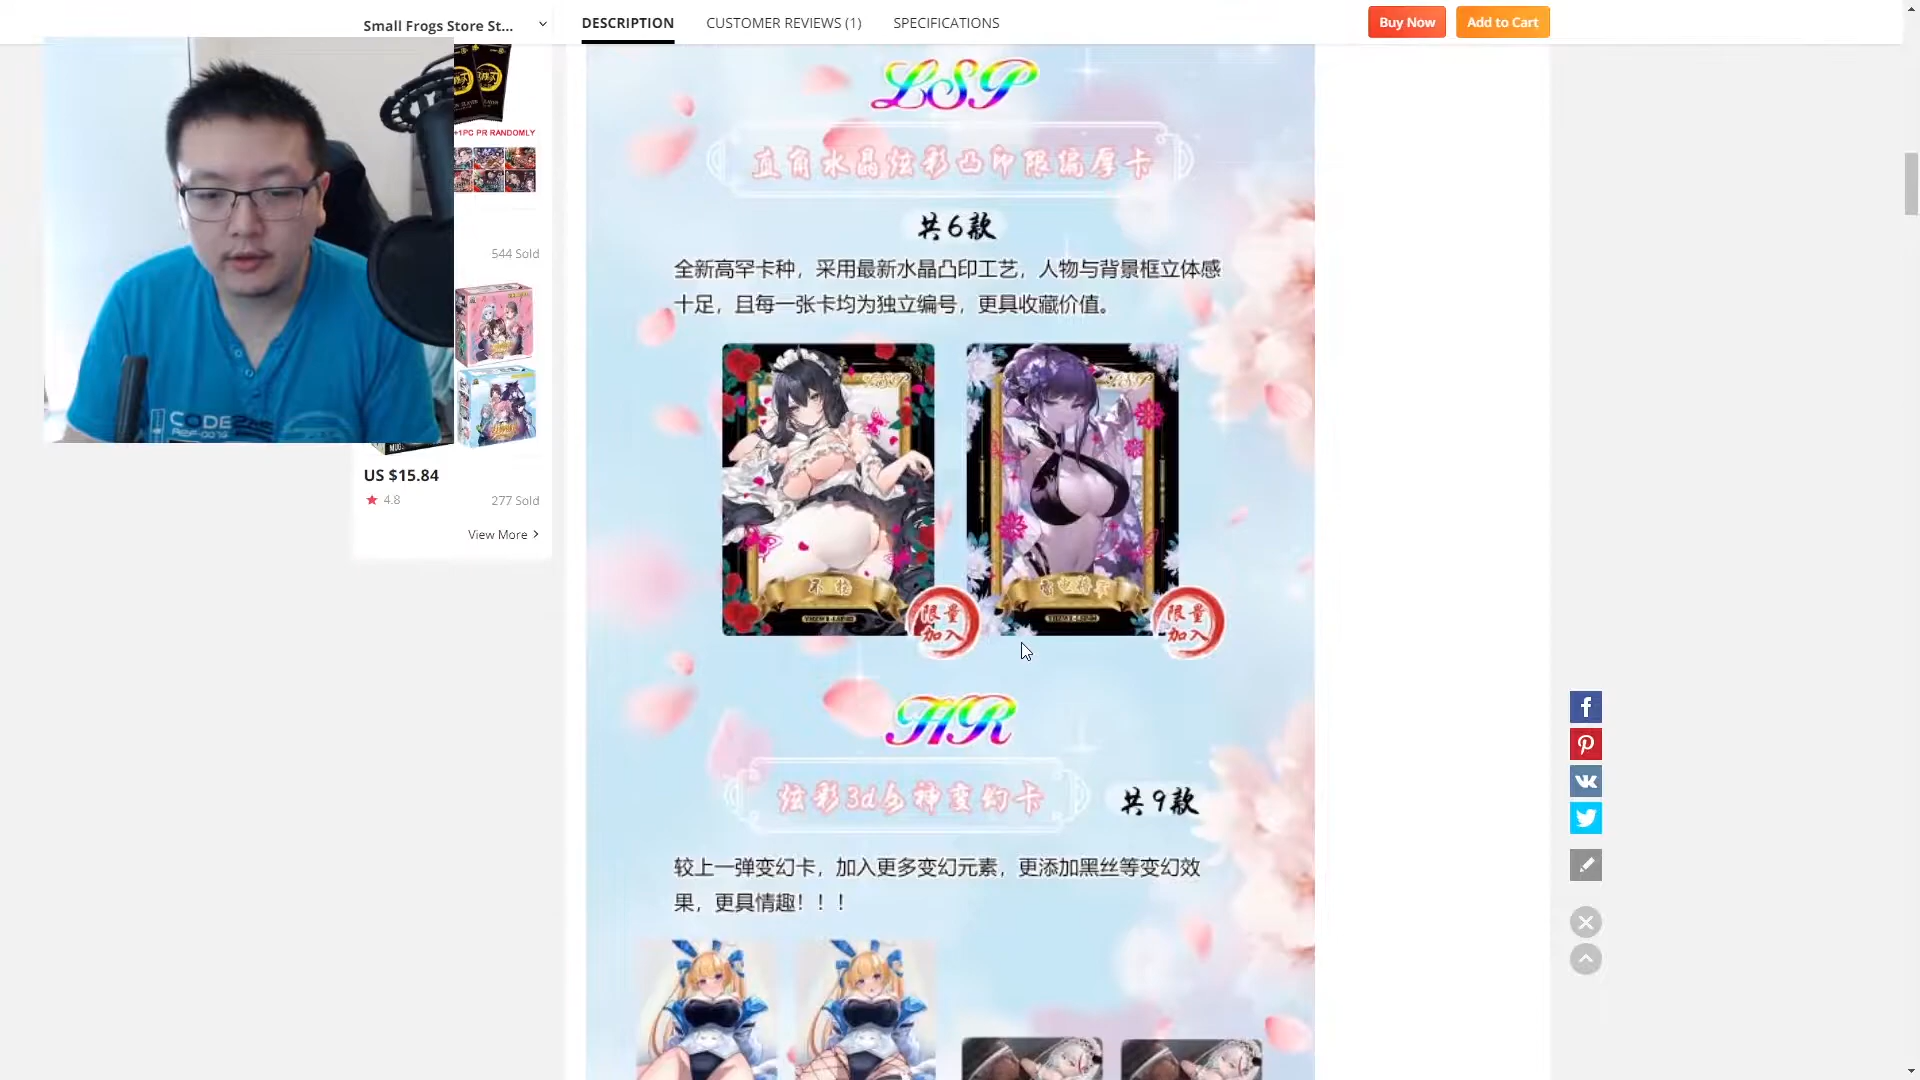 Small Frogs Store St...
DESCRIPTION
CUSTOMER REVIEWS (1)
SPECIFICATIONS
Buy Now
Add to Cart
+1PC PR RANDOMLY
544 Sold
US $15.84
4.8
277 Sold
View More
LSP
直角水晶炫彩凸印限编厚卡
共6款
全新高罕卡种，采用最新水晶凸印工艺，人物与背景框立体感
十足，且每一张卡均为独立编号，更具收藏价值。
LSP
LSP
限量
加入
限量
加入
HR
炫彩3d女神变幻卡
共9款
较上一弹变幻卡，加入更多变幻元素，更添加黑丝等变幻效
果，更具情趣！！！